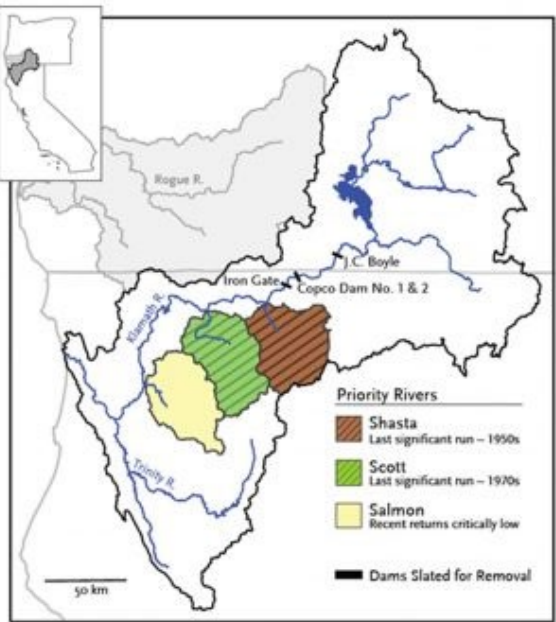 Rogue R.
J.C. Boyle
Iron Gate
Copco Dam No. 1 & 2
Klamath R.
Trinity R.
Priority Rivers
Shasta
Last significant run – 1950s
Scott
Last significant run – 1970s
Salmon
Recent returns critically low
Dams Slated for Removal
50 km